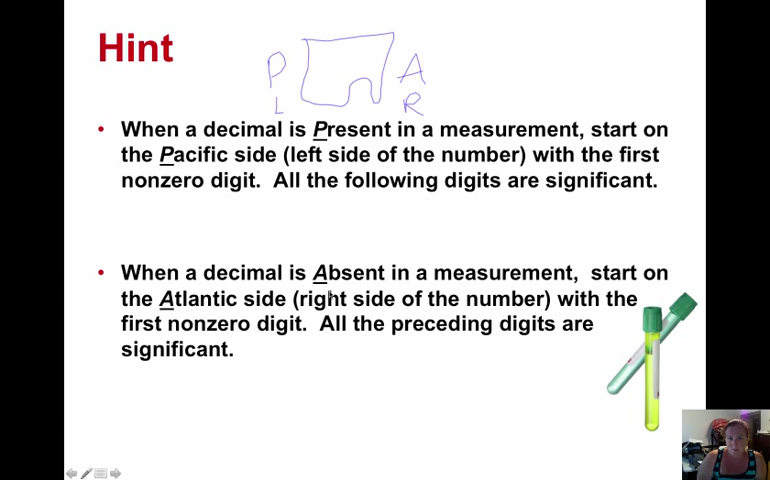 Hint
P A
L R
• When a decimal is Present in a measurement, start on
the Pacific side (left side of the number) with the first
nonzero digit. All the following digits are significant.
• When a decimal is Absent in a measurement, start on
the Atlantic side (right side of the number) with the
first nonzero digit. All the preceding digits are
significant.